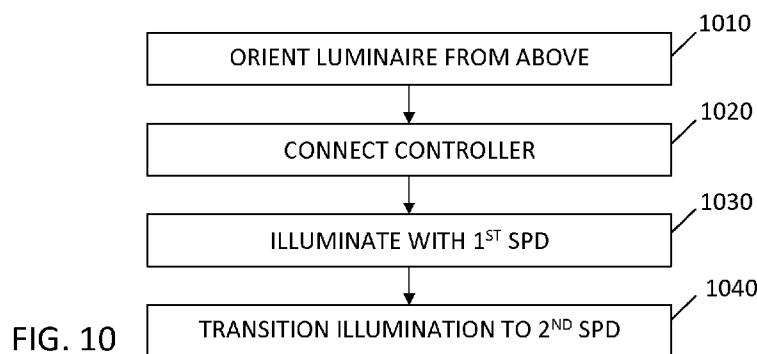 1010
ORIENT LUMINAIRE FROM ABOVE
1020
CONNECT CONTROLLER
1030
ILLUMINATE WITH 1ST SPD
1040
TRANSITION ILLUMINATION TO 2ND SPD
FIG. 10